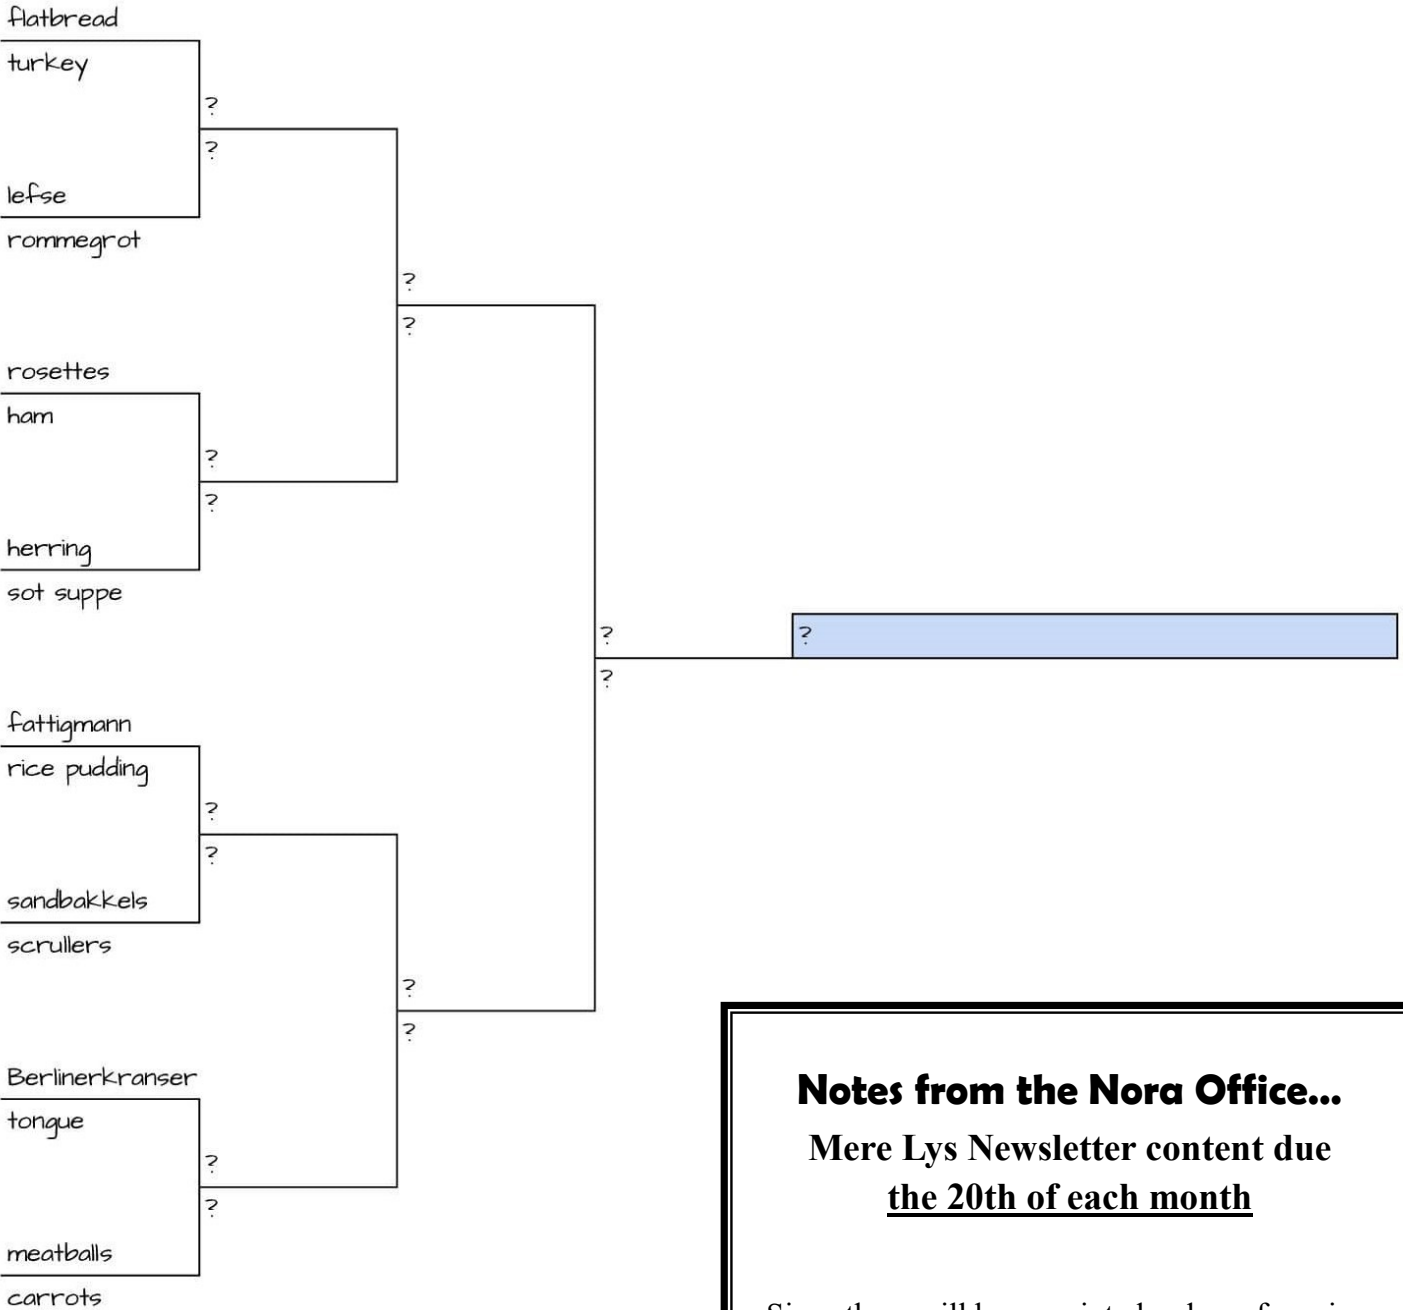 flatbread
turkey
?
?
lefse
rommegrot
?
?
rosettes
ham
?
?
herring
sot suppe
?
?
?
fattigmann
rice pudding
?
?
sandbakkels
scrullers
?
?
Berlinerkranser
tongue
?
?
meatballs
carrots
Notes from the Nora Office...
Mere Lys Newsletter content due
the 20th of each month